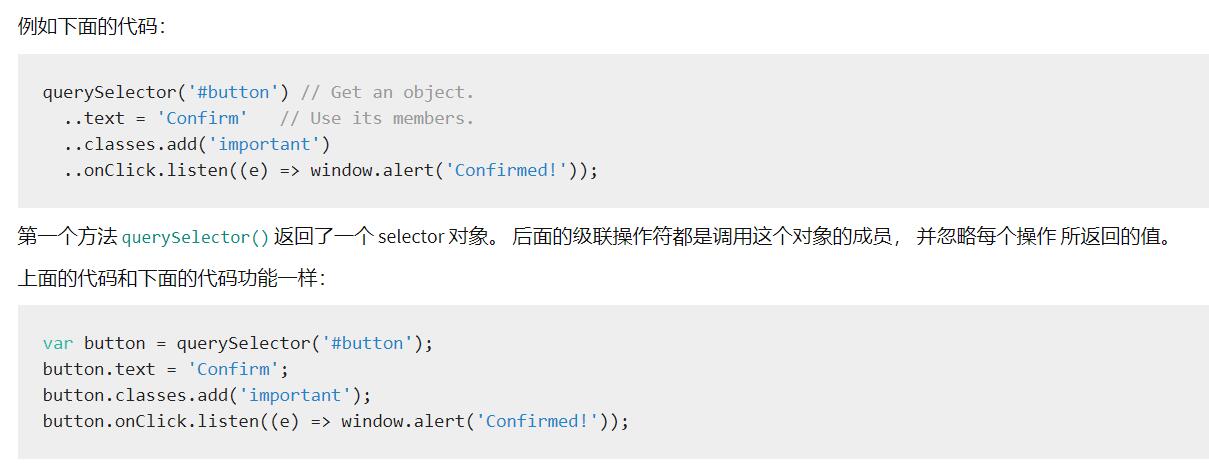 例如下面的代码：
querySelector('#button') // Get an object.
  ..text = 'Confirm'   // Use its members.
  ..classes.add('important')
  ..onClick.listen((e) => window.alert('Confirmed!'));
第一个方法 querySelector() 返回了一个 selector 对象。 后面的级联操作符都是调用这个对象的成员， 并忽略每个操作 所返回的值。
上面的代码和下面的代码功能一样：
var button = querySelector('#button');
button.text = 'Confirm';
button.classes.add('important');
button.onClick.listen((e) => window.alert('Confirmed!'));